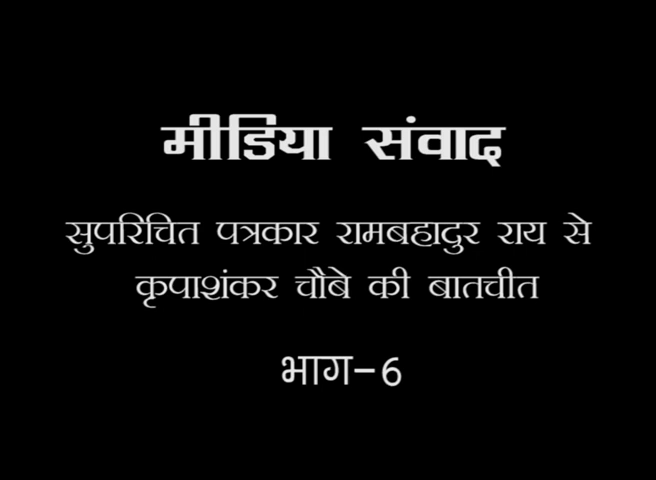 मीडिया संवाद
सुपरिचित पत्रकार रामबहादुर राय से
कृपाशंकर चौबे की बातचीत
भाग-6